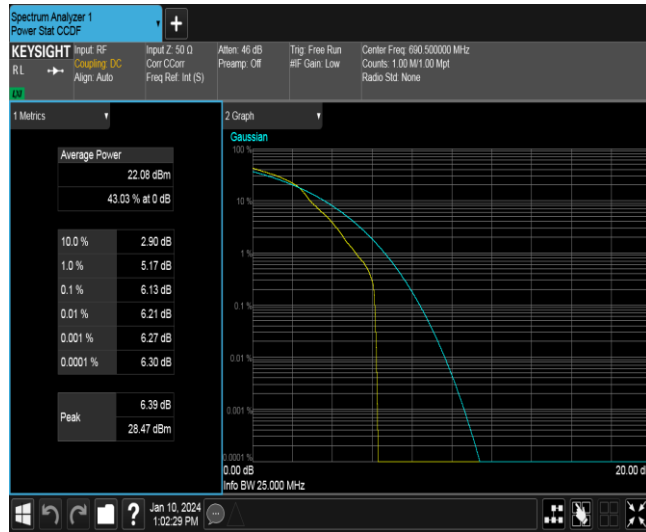 Spectrum Analyzer 1
Power Stat CCDF
+
KEYSIGHT
RL
LXI
Input: RF
Coupling: DC
Align: Auto
Input Z: 50 Ω
Corr CCorr
Freq Ref: Int (S)
Atten: 46 dB
Preamp: Off
Trig: Free Run
#IF Gain: Low
Center Freq: 690.500000 MHz
Counts: 1.00 M/1.00 Mpt
Radio Std: None
1 Metrics
Average Power
22.08 dBm
43.03 % at 0 dB
10.0 % 2.90 dB
1.0 % 5.17 dB
0.1 % 6.13 dB
0.01 % 6.21 dB
0.001 % 6.27 dB
0.0001 % 6.30 dB
Peak
6.39 dB
28.47 dBm
2 Graph
Gaussian
100 %
10 %
1 %
0.1 %
0.01 %
0.001 %
0.0001 %
0.00 dB
20.00 d
Info BW 25.000 MHz
?
Jan 10, 2024
1:02:29 PM